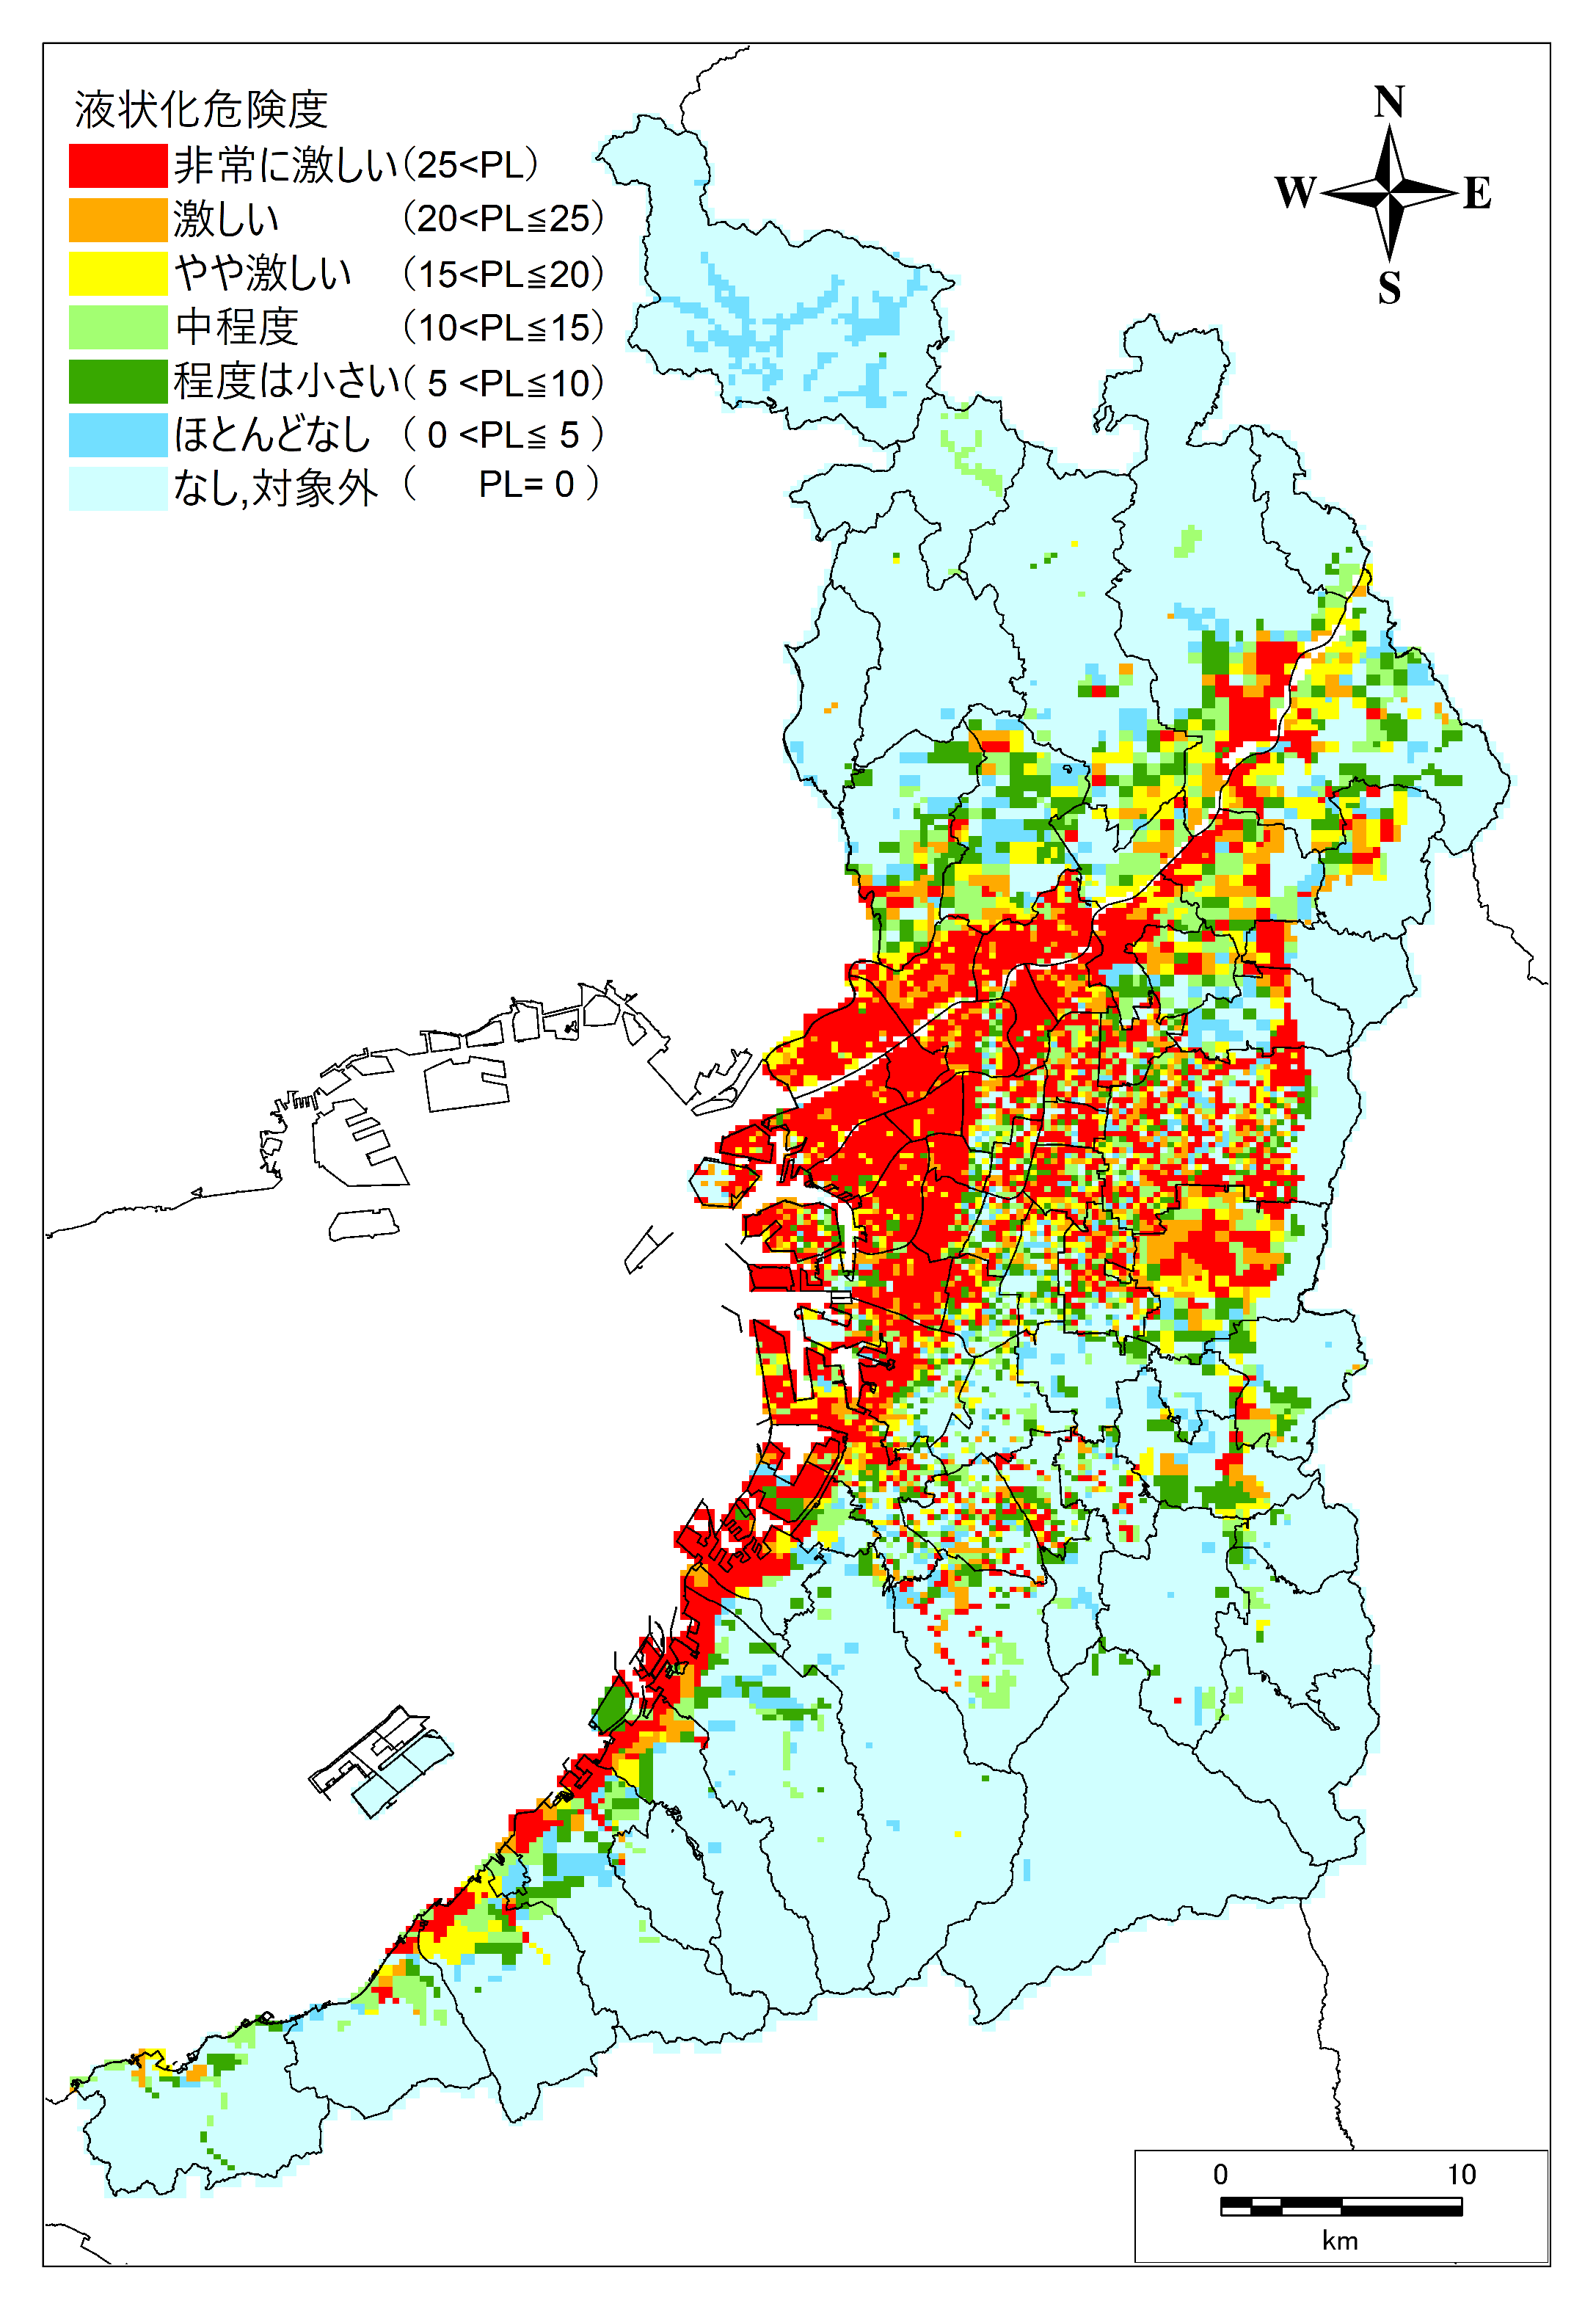 液状化危険度
非常に激しい(25<PL)
激しい (20<PL≦25)
やや激しい (15<PL≦20)
中程度 (10<PL≦15)
程度は小さい( 5 <PL≦10)
ほとんどなし ( 0 <PL≦ 5 )
なし,対象外 ( PL= 0 )
N
W E
S
0 10
km